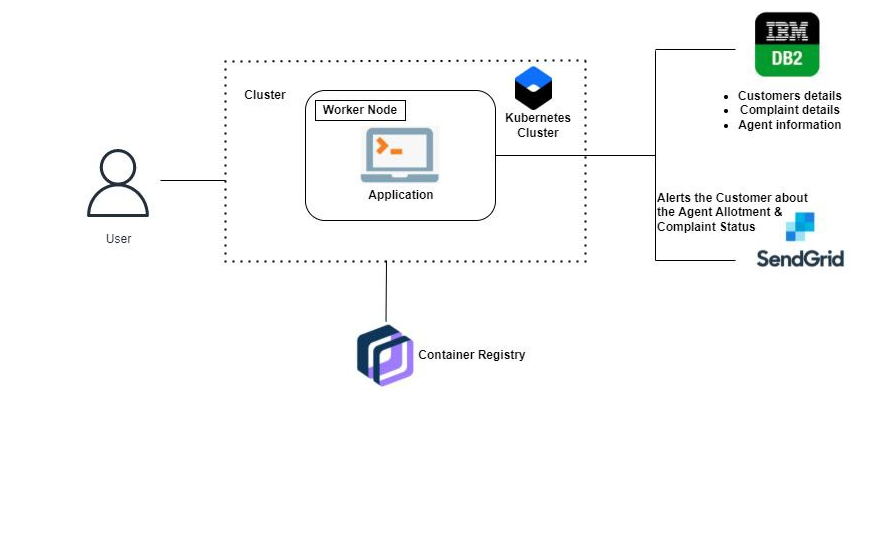 IBM
DB2
Cluster
Worker Node
Kubernetes
Cluster
Application
User
• Customers details
• Complaint details
• Agent information
Alerts the Customer about
the Agent Allotment &
Complaint Status
SendGrid
Container Registry